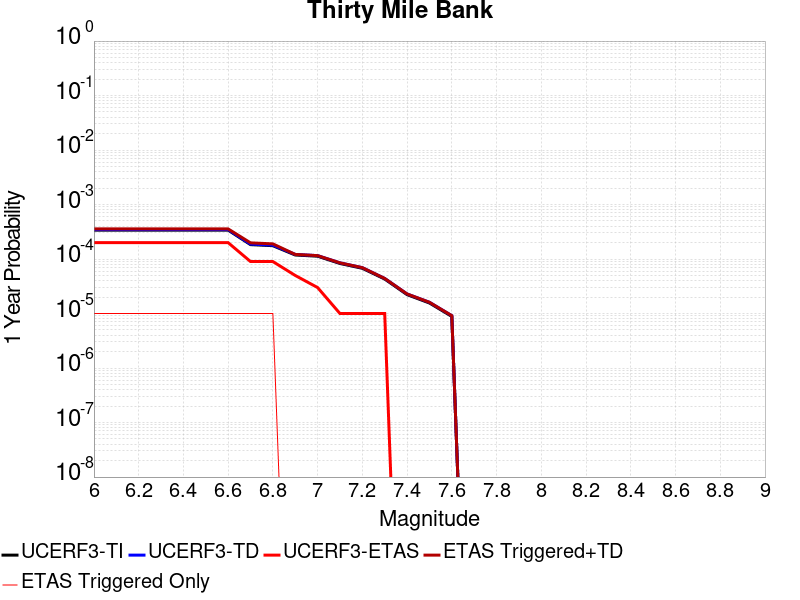 Thirty Mile Bank
10 0
10 -1
10 -2
10 -3
10 -4
10 -5
10 -6
10 -7
10 -8
1 Year Probability
6 6.2 6.4 6.6 6.8 7 7.2 7.4 7.6 7.8 8 8.2 8.4 8.6 8.8 9
Magnitude
UCERF3-TI UCERF3-TD UCERF3-ETAS ETAS Triggered+TD
ETAS Triggered Only